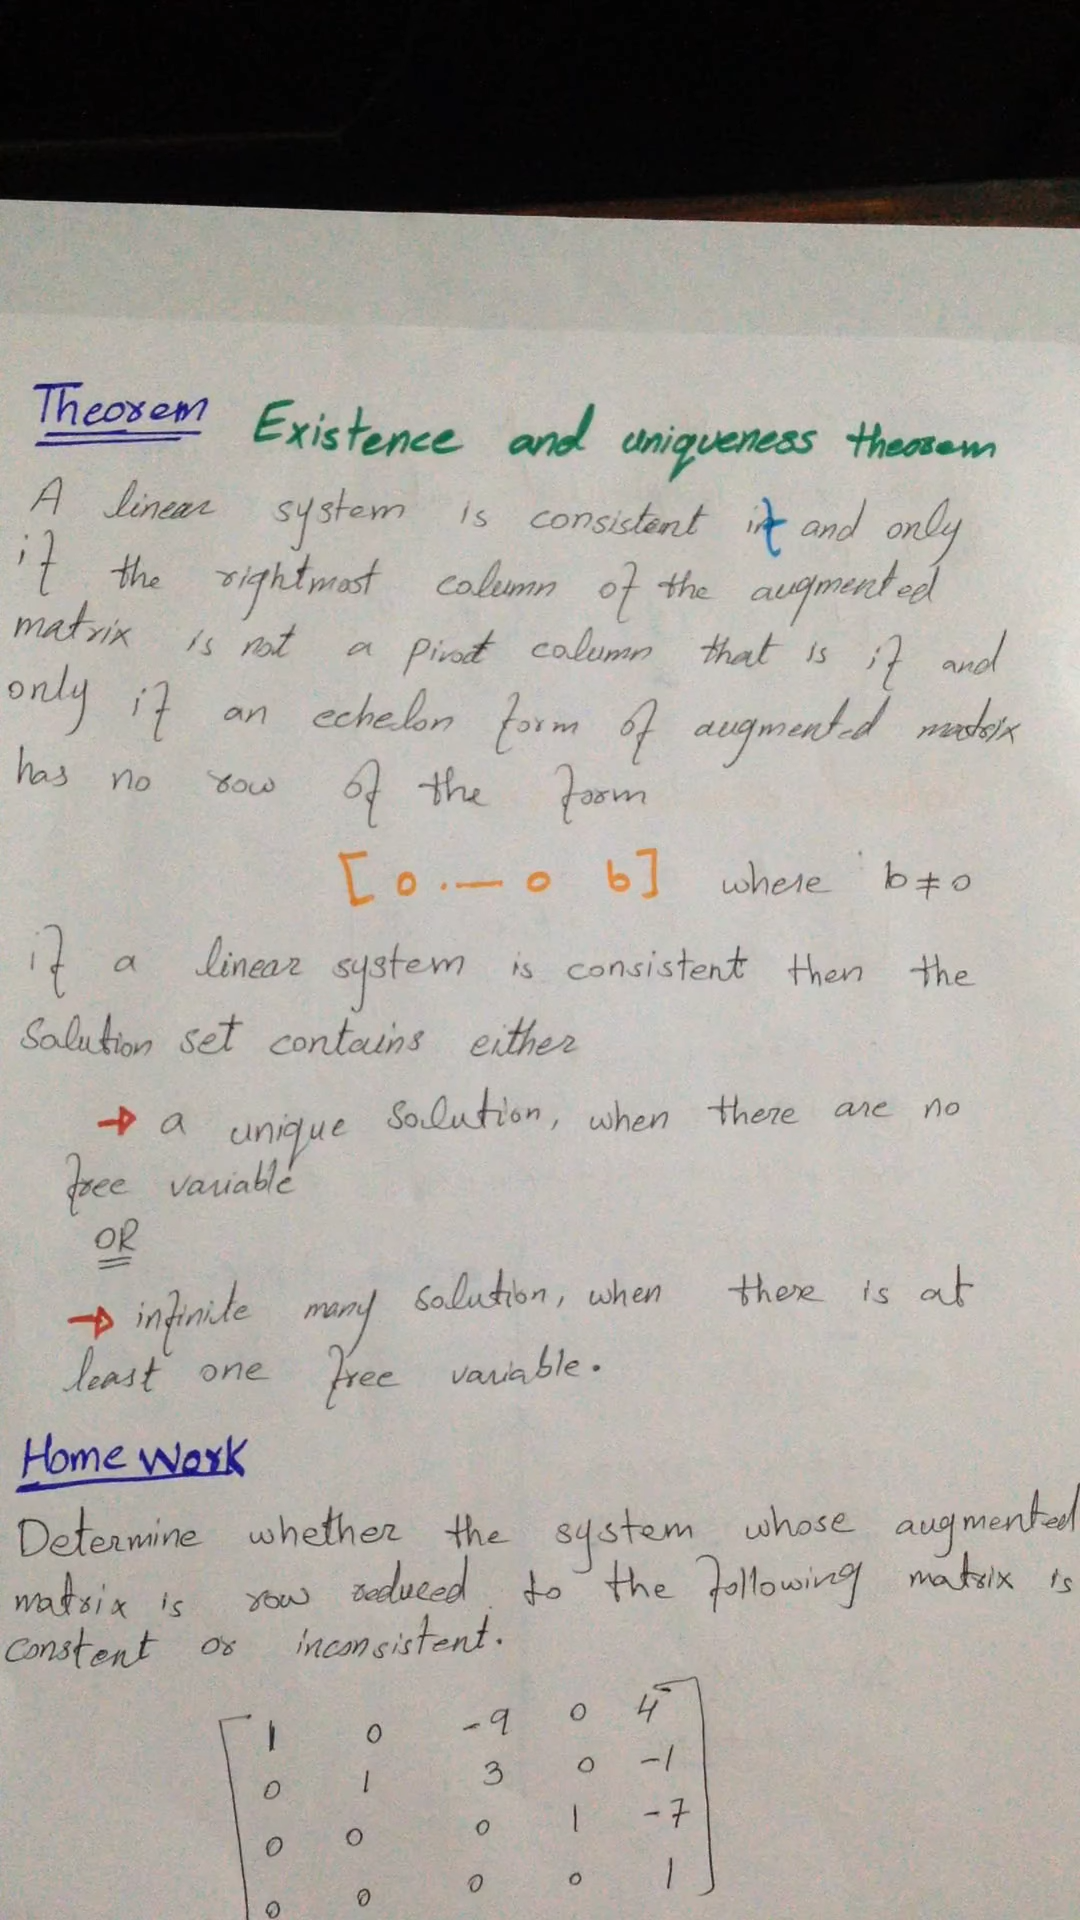 Theorem Existence and uniqueness theorem
A linear system is consistent if and only
if the rightmost column of the augmented
matrix is not a pivot column that is if and
only if an echelon form of augmented matrix
has no row of the form
[0 .— 0 b] where b≠0
if a linear system is consistent then the
Solution set contains either
→ a unique Solution, when there are no
free variable
OR
→ infinite many solution, when there is at
least one free variable.
Home Work
Determine whether the system whose augmented
matrix is row reduced to the following matrix is
constent or inconsistent.
1 0 -9 0 4
0 1 3 0 -1
0 0 0 1 -7
0 0 0 0 1